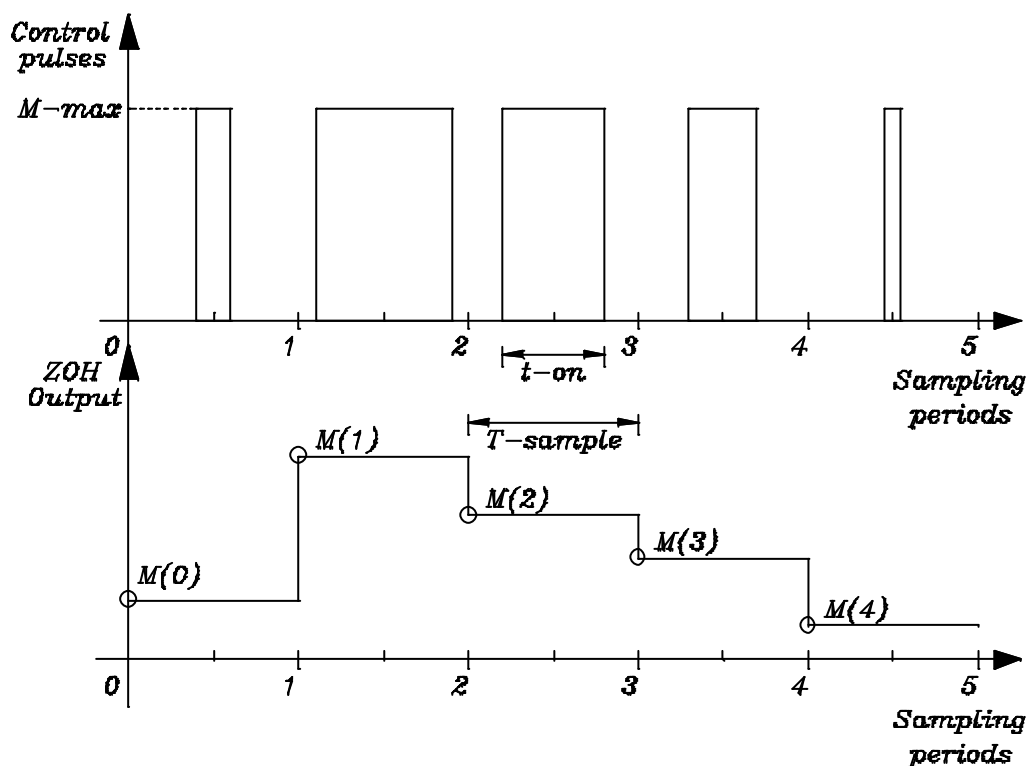 Control
pulses
M-max
0 1 2 3 4 5
ZOH
Output
t-on
Sampling
periods
T-sample
M(1)
M(2)
M(3)
M(0)
M(4)
0 1 2 3 4 5
Sampling
periods